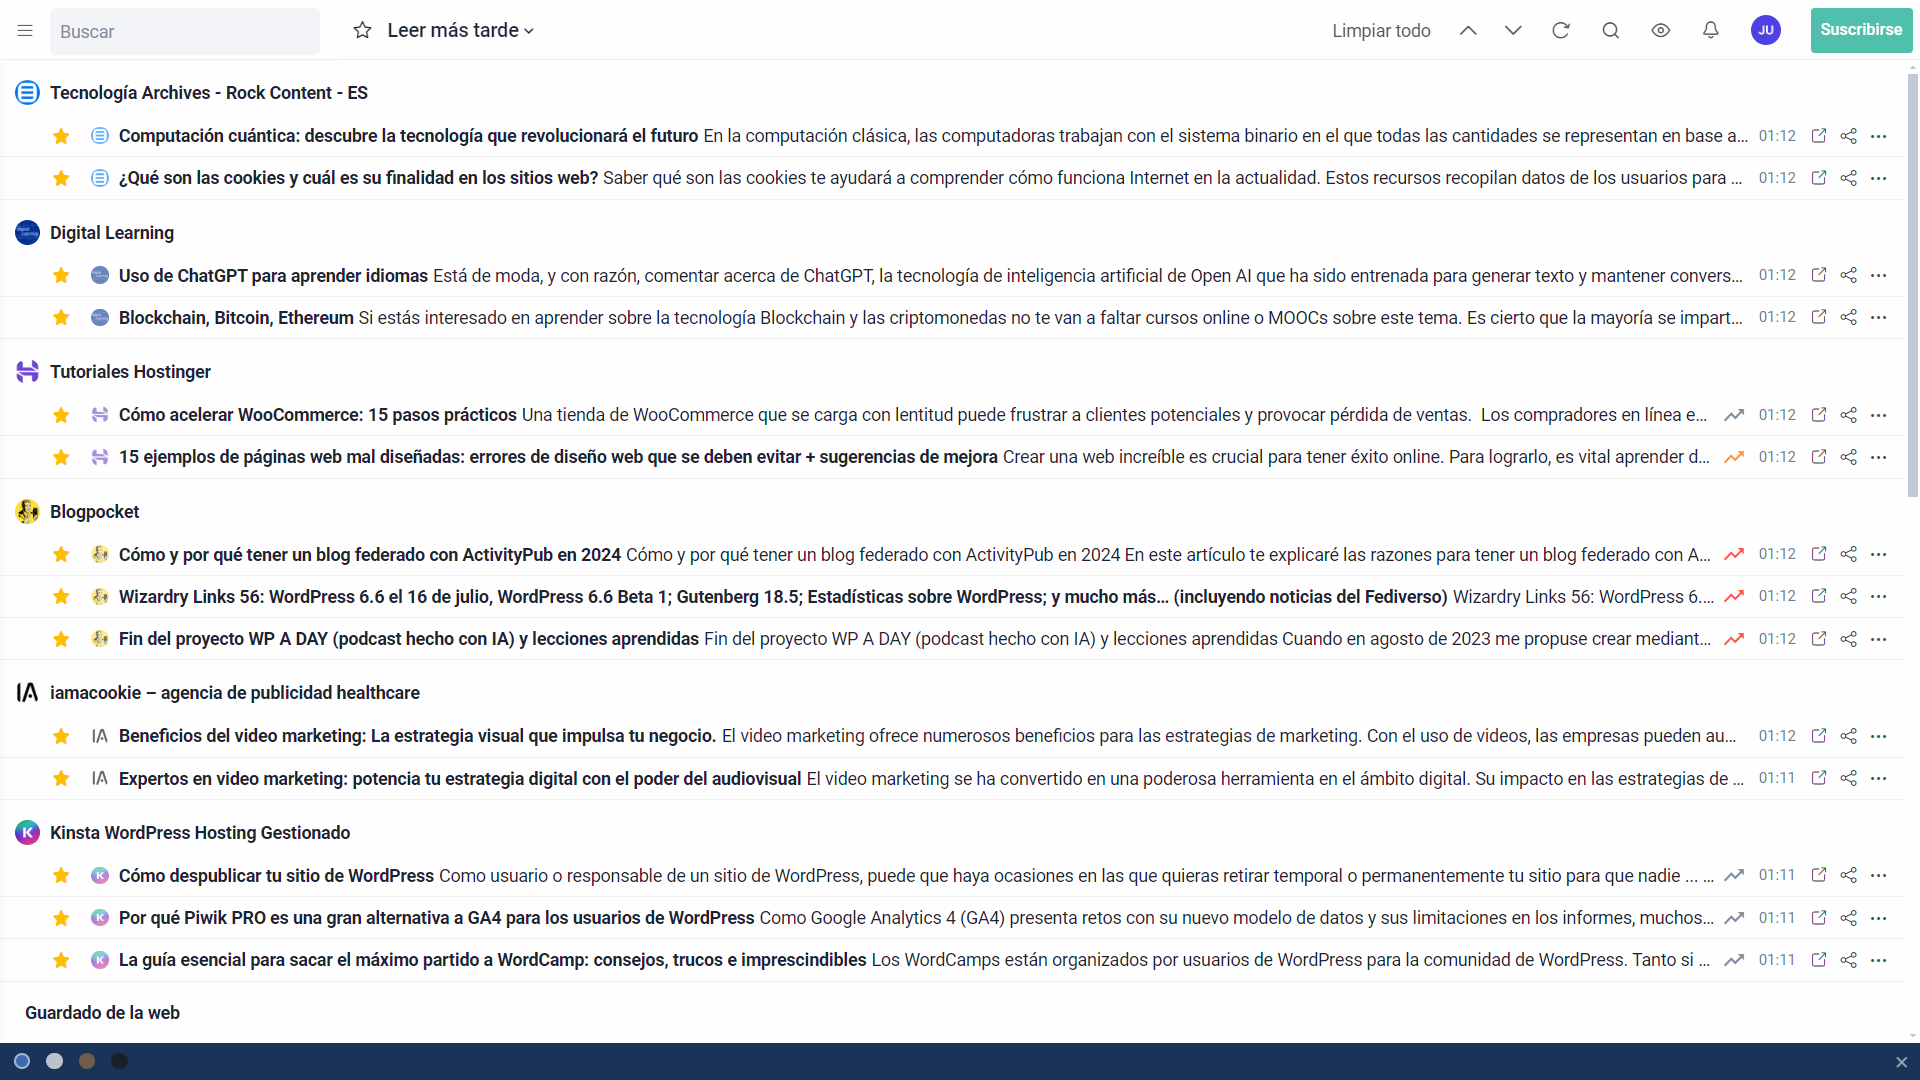 Buscar
Leer más tarde
Limpiar todo
JU
Suscribirse
Tecnología Archives - Rock Content - ES
Computación cuántica: descubre la tecnología que revolucionará el futuro En la computación clásica, las computadoras trabajan con el sistema binario en el que todas las cantidades se representan en base a... 01:12
¿Qué son las cookies y cuál es su finalidad en los sitios web? Saber qué son las cookies te ayudará a comprender cómo funciona Internet en la actualidad. Estos recursos recopilan datos de los usuarios para ... 01:12
Digital Learning
Uso de ChatGPT para aprender idiomas Está de moda, y con razón, comentar acerca de ChatGPT, la tecnología de inteligencia artificial de Open AI que ha sido entrenada para generar texto y mantener convers... 01:12
Blockchain, Bitcoin, Ethereum Si estás interesado en aprender sobre la tecnología Blockchain y las criptomonedas no te van a faltar cursos online o MOOCs sobre este tema. Es cierto que la mayoría se impart... 01:12
Tutoriales Hostinger
Cómo acelerar WooCommerce: 15 pasos prácticos Una tienda de WooCommerce que se carga con lentitud puede frustrar a clientes potenciales y provocar pérdida de ventas. Los compradores en línea e... 01:12
15 ejemplos de páginas web mal diseñadas: errores de diseño web que se deben evitar + sugerencias de mejora Crear una web increíble es crucial para tener éxito online. Para lograrlo, es vital aprender d... 01:12
Blogpocket
Cómo y por qué tener un blog federado con ActivityPub en 2024 Cómo y por qué tener un blog federado con ActivityPub en 2024 En este artículo te explicaré las razones para tener un blog federado con A... 01:12
Wizardry Links 56: WordPress 6.6 el 16 de julio, WordPress 6.6 Beta 1; Gutenberg 18.5; Estadísticas sobre WordPress; y mucho más... (incluyendo noticias del Fediverso) Wizardry Links 56: WordPress 6.... 01:12
Fin del proyecto WP A DAY (podcast hecho con IA) y lecciones aprendidas Fin del proyecto WP A DAY (podcast hecho con IA) y lecciones aprendidas Cuando en agosto de 2023 me propuse crear mediant... 01:12
iamacookie – agencia de publicidad healthcare
Beneficios del video marketing: La estrategia visual que impulsa tu negocio. El video marketing ofrece numerosos beneficios para las estrategias de marketing. Con el uso de videos, las empresas pueden au... 01:12
Expertos en video marketing: potencia tu estrategia digital con el poder del audiovisual El video marketing se ha convertido en una poderosa herramienta en el ámbito digital. Su impacto en las estrategias de ... 01:11
Kinsta WordPress Hosting Gestionado
Cómo despublicar tu sitio de WordPress Como usuario o responsable de un sitio de WordPress, puede que haya ocasiones en las que quieras retirar temporal o permanentemente tu sitio para que nadie ... ... 01:11
Por qué Piwik PRO es una gran alternativa a GA4 para los usuarios de WordPress Como Google Analytics 4 (GA4) presenta retos con su nuevo modelo de datos y sus limitaciones en los informes, muchos... 01:11
La guía esencial para sacar el máximo partido a WordCamp: consejos, trucos e imprescindibles Los WordCamps están organizados por usuarios de WordPress para la comunidad de WordPress. Tanto si ... 01:11
Guardado de la web